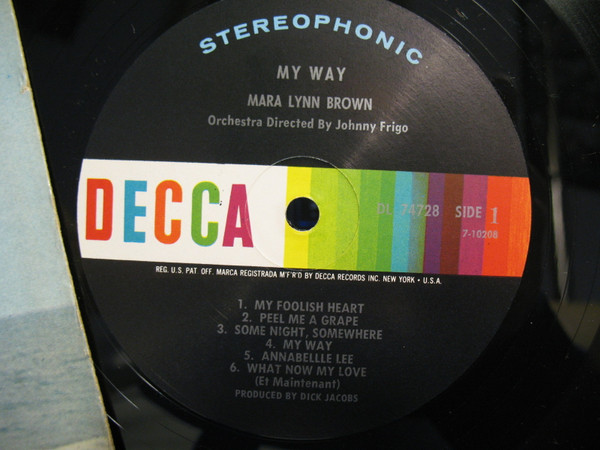 STEREOPHONIC
MY WAY
MARA LYNN BROWN
Orchestra Directed By Johnny Frigo
DECCA
DL 74728 SIDE 1
7-10208
REG. U.S. PAT. OFF. MARCA REGISTRADA M'F'R'D BY DECCA RECORDS INC. NEW YORK • U.S.A.
1. MY FOOLISH HEART
2. PEEL ME A GRAPE
3. SOME NIGHT, SOMEWHERE
4. MY WAY
5. ANNABELLLE LEE
6. WHAT NOW MY LOVE
(Et Maintenant)
PRODUCED BY DICK JACOBS